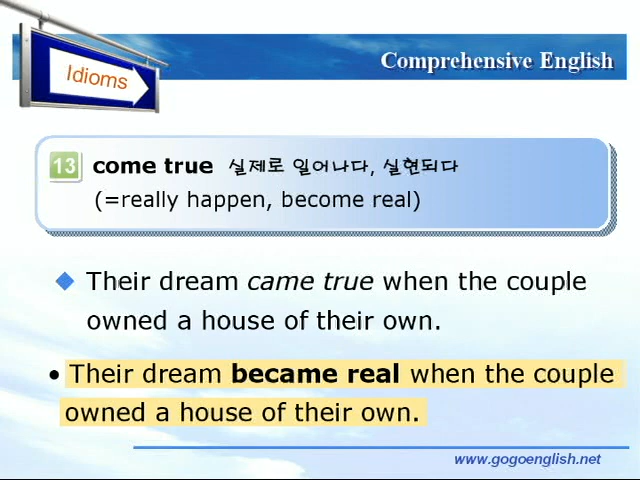 Idioms
Comprehensive English
13 come true 실제로 일어나다, 실현되다
(=really happen, become real)
Their dream came true when the couple
owned a house of their own.
• Their dream became real when the couple
owned a house of their own.
www.gogoenglish.net